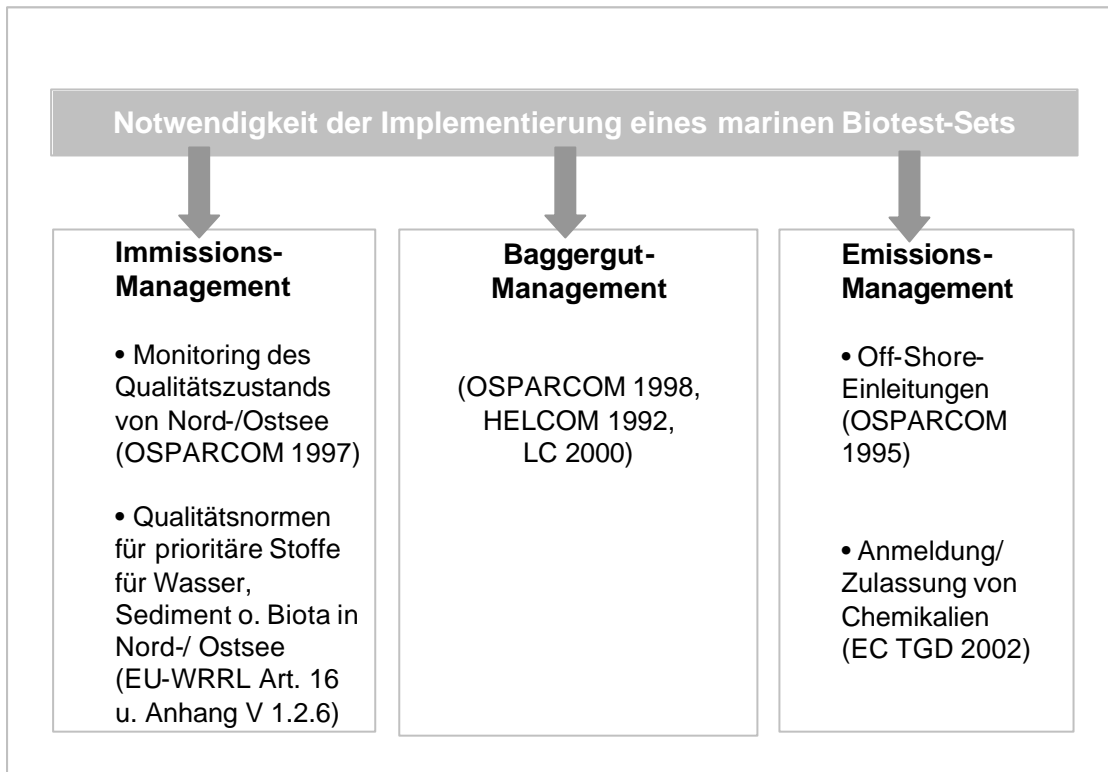 Notwendigkeit der Implementierung eines marinen Biotest-Sets
Immissions-
Management
• Monitoring des
Qualitätszustands
von Nord-/Ostsee
(OSPARCOM 1997)
• Qualitätsnormen
für prioritäre Stoffe
für Wasser,
Sediment o. Biota in
Nord-/ Ostsee
(EU-WRRL Art. 16
u. Anhang V 1.2.6)
Baggergut-
Management
(OSPARCOM 1998,
HELCOM 1992,
LC 2000)
Emissions-
Management
• Off-Shore-
Einleitungen
(OSPARCOM
1995)
• Anmeldung/
Zulassung von
Chemikalien
(EC TGD 2002)